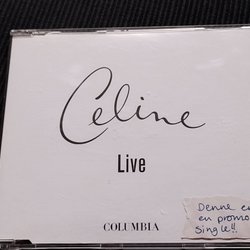 Celine
Live
COLUMBIA
Denne er
en promo
single!!